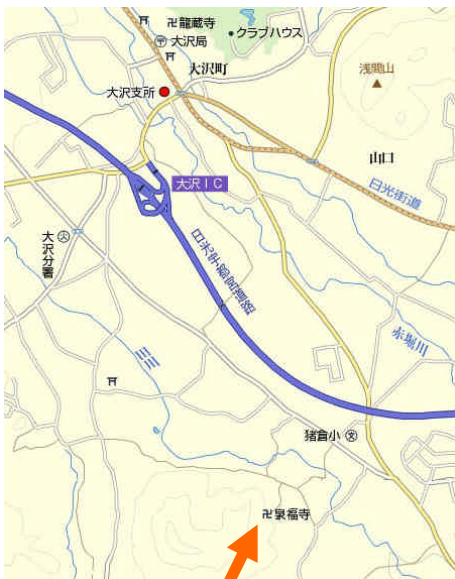 卍龍蔵寺
大沢局
クラブハウス
大沢町
浅間山
大沢支所
山口
大沢IC
日光街道
大沢分署
日光宇都宮道路
赤堀川
猪倉小
卍泉福寺